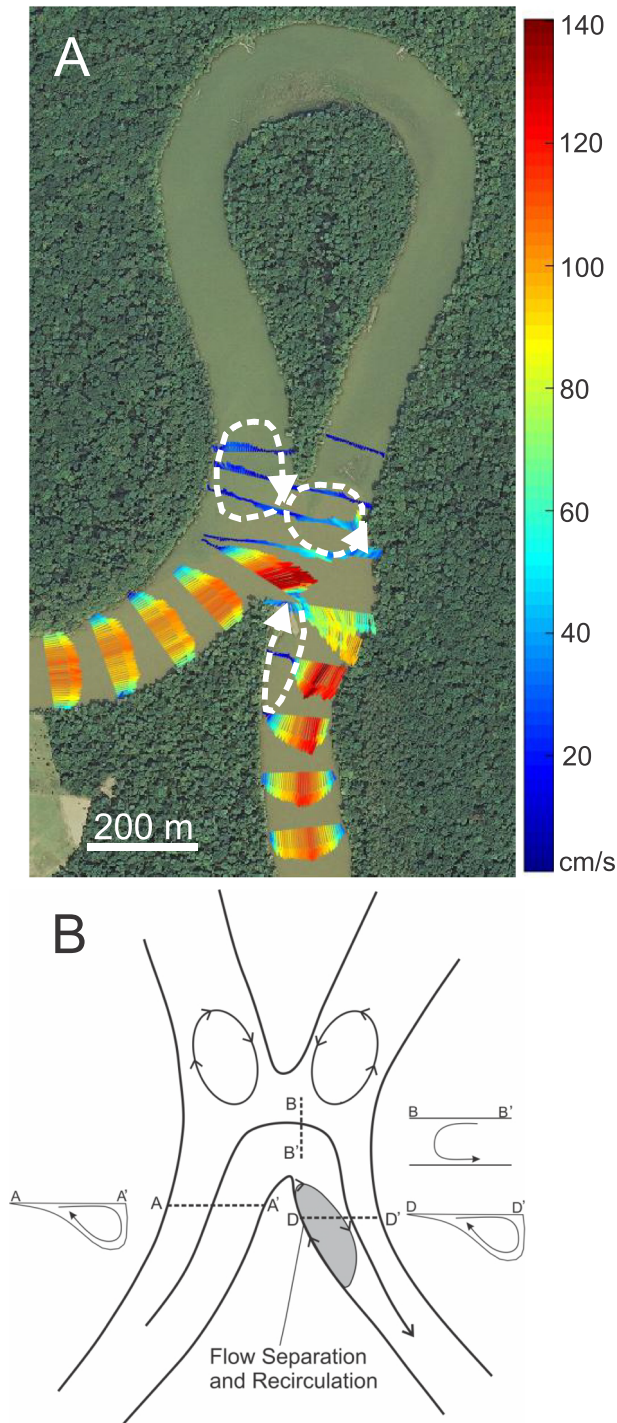 A
140
120
100
80
60
40
20
cm/s
200 m
B
B
B'
B
B'
A
A'
A
A'
D
D'
D
D'
Flow Separation
and Recirculation